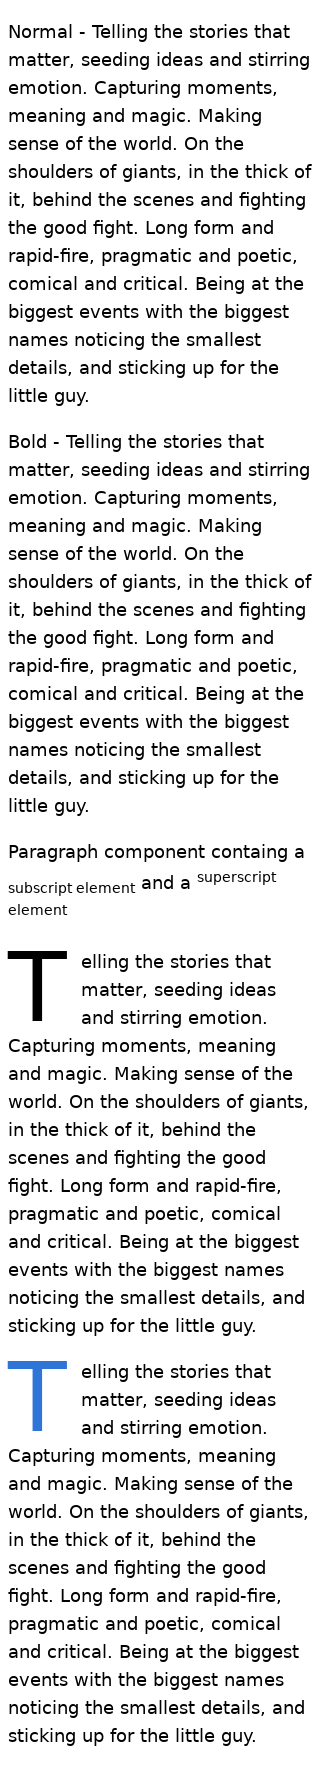 Normal - Telling the stories that
matter, seeding ideas and stirring
emotion. Capturing moments,
meaning and magic. Making
sense of the world. On the
shoulders of giants, in the thick of
it, behind the scenes and fighting
the good fight. Long form and
rapid-fire, pragmatic and poetic,
comical and critical. Being at the
biggest events with the biggest
names noticing the smallest
details, and sticking up for the
little guy.
Bold - Telling the stories that
matter, seeding ideas and stirring
emotion. Capturing moments,
meaning and magic. Making
sense of the world. On the
shoulders of giants, in the thick of
it, behind the scenes and fighting
the good fight. Long form and
rapid-fire, pragmatic and poetic,
comical and critical. Being at the
biggest events with the biggest
names noticing the smallest
details, and sticking up for the
little guy.
Paragraph component containg a
subscript element and a superscript
element
Telling the stories that
matter, seeding ideas
and stirring emotion.
Capturing moments, meaning
and magic. Making sense of the
world. On the shoulders of giants,
in the thick of it, behind the
scenes and fighting the good
fight. Long form and rapid-fire,
pragmatic and poetic, comical
and critical. Being at the biggest
events with the biggest names
noticing the smallest details, and
sticking up for the little guy.
Telling the stories that
matter, seeding ideas
and stirring emotion.
Capturing moments, meaning
and magic. Making sense of the
world. On the shoulders of giants,
in the thick of it, behind the
scenes and fighting the good
fight. Long form and rapid-fire,
pragmatic and poetic, comical
and critical. Being at the biggest
events with the biggest names
noticing the smallest details, and
sticking up for the little guy.